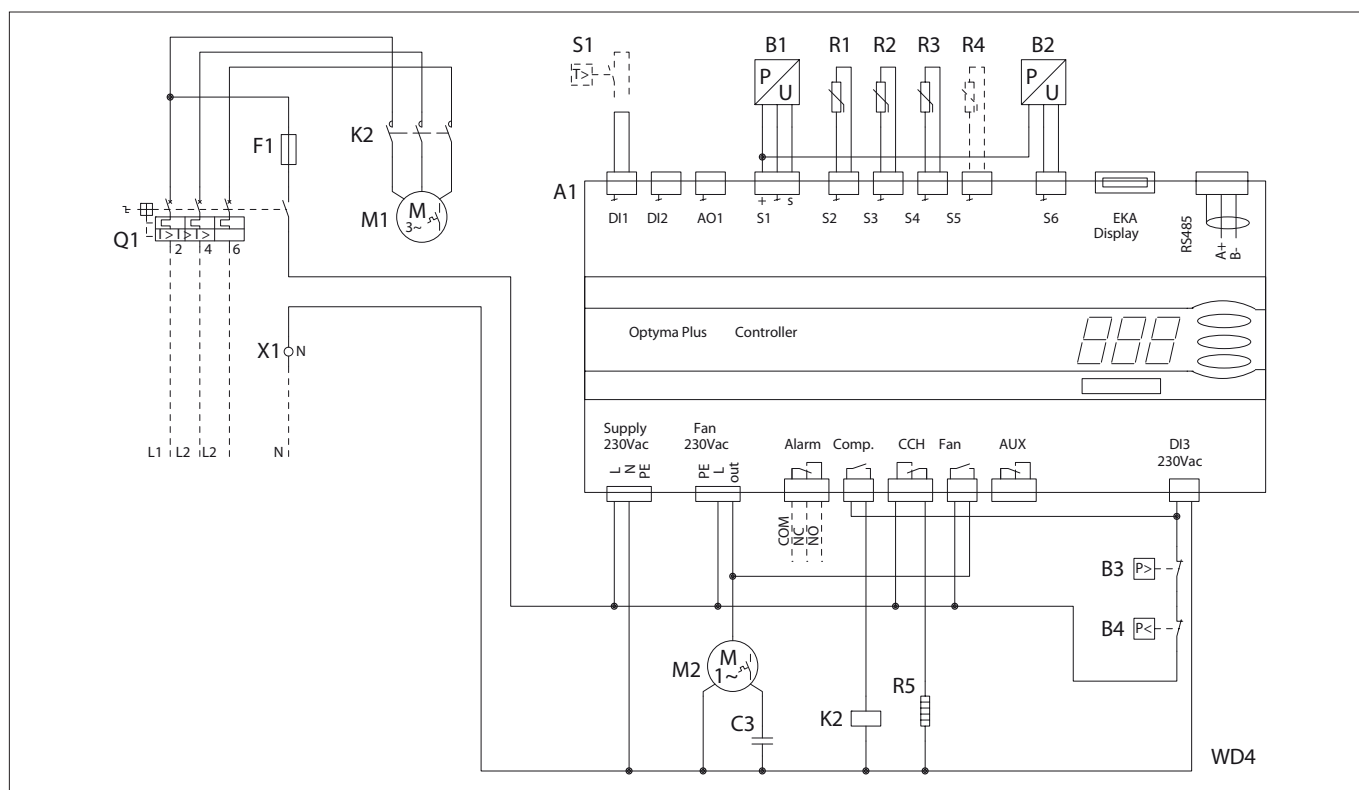 S1 B1 R1 R2 R3 R4 B2
T> P U P U
K2
F1
A1
M1 M 3~
+ s
DI1 DI2 AO1 S1 S2 S3 S4 S5 S6 EKA Display RS485 A+ B-
Q1 I> I> I> 2 4 6
Optyma Plus Controller
X1 N
L1 L2 L2 N
Supply 230Vac
Fan 230Vac
Alarm Comp. CCH Fan AUX
DI3 230Vac
L N PE
PE L out
COM NC NO
B3 P>
B4 P<
M2 M 1~
R5
C3 K2
WD4